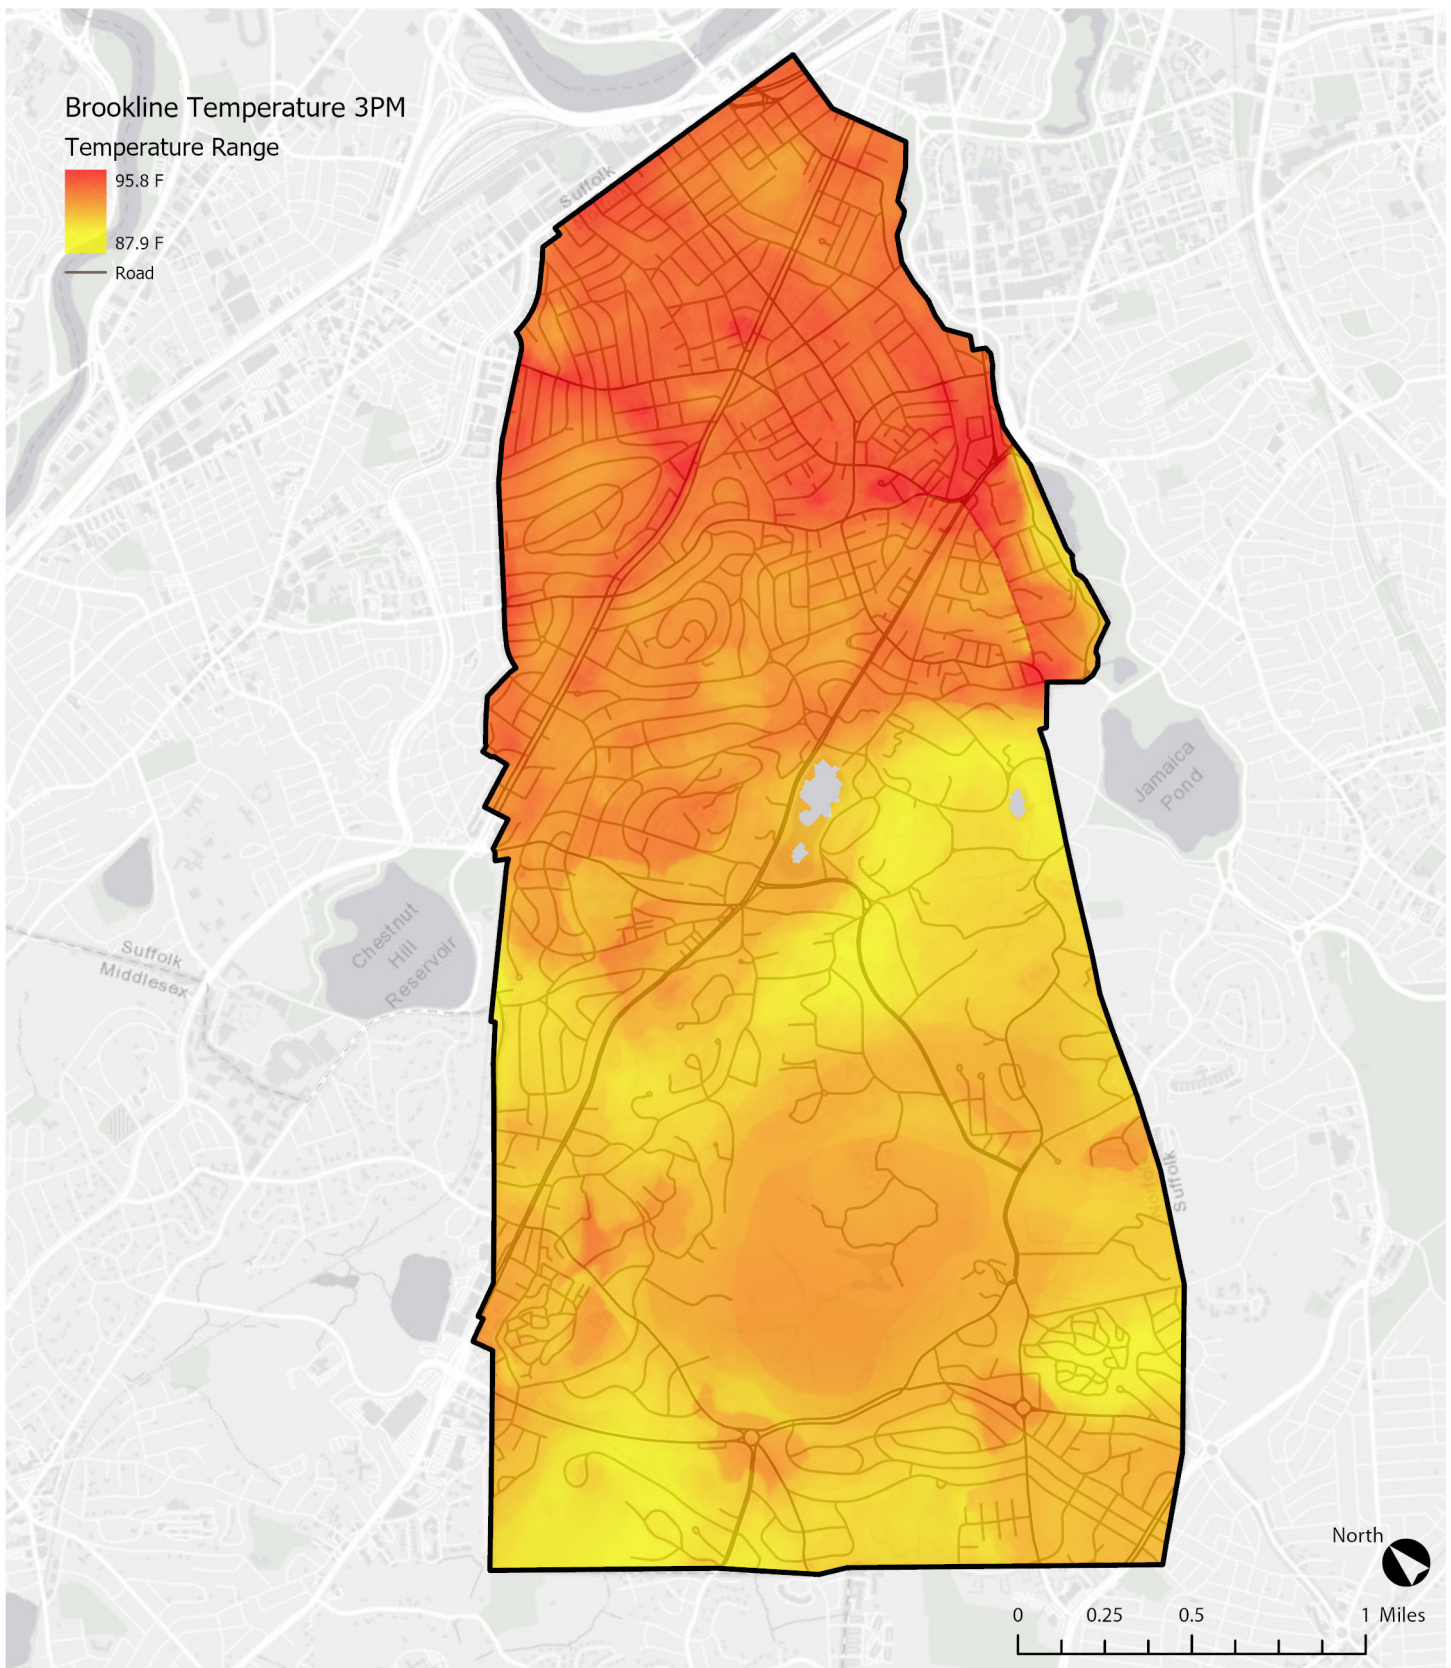 Brookline Temperature 3PM
Temperature Range
95.8 F
87.9 F
Road
Suffolk
Jamaica
Pond
Chestnut
Hill
Reservoir
Suffolk
Middlesex
Norfolk
Suffolk
North
0 0.25 0.5 1 Miles